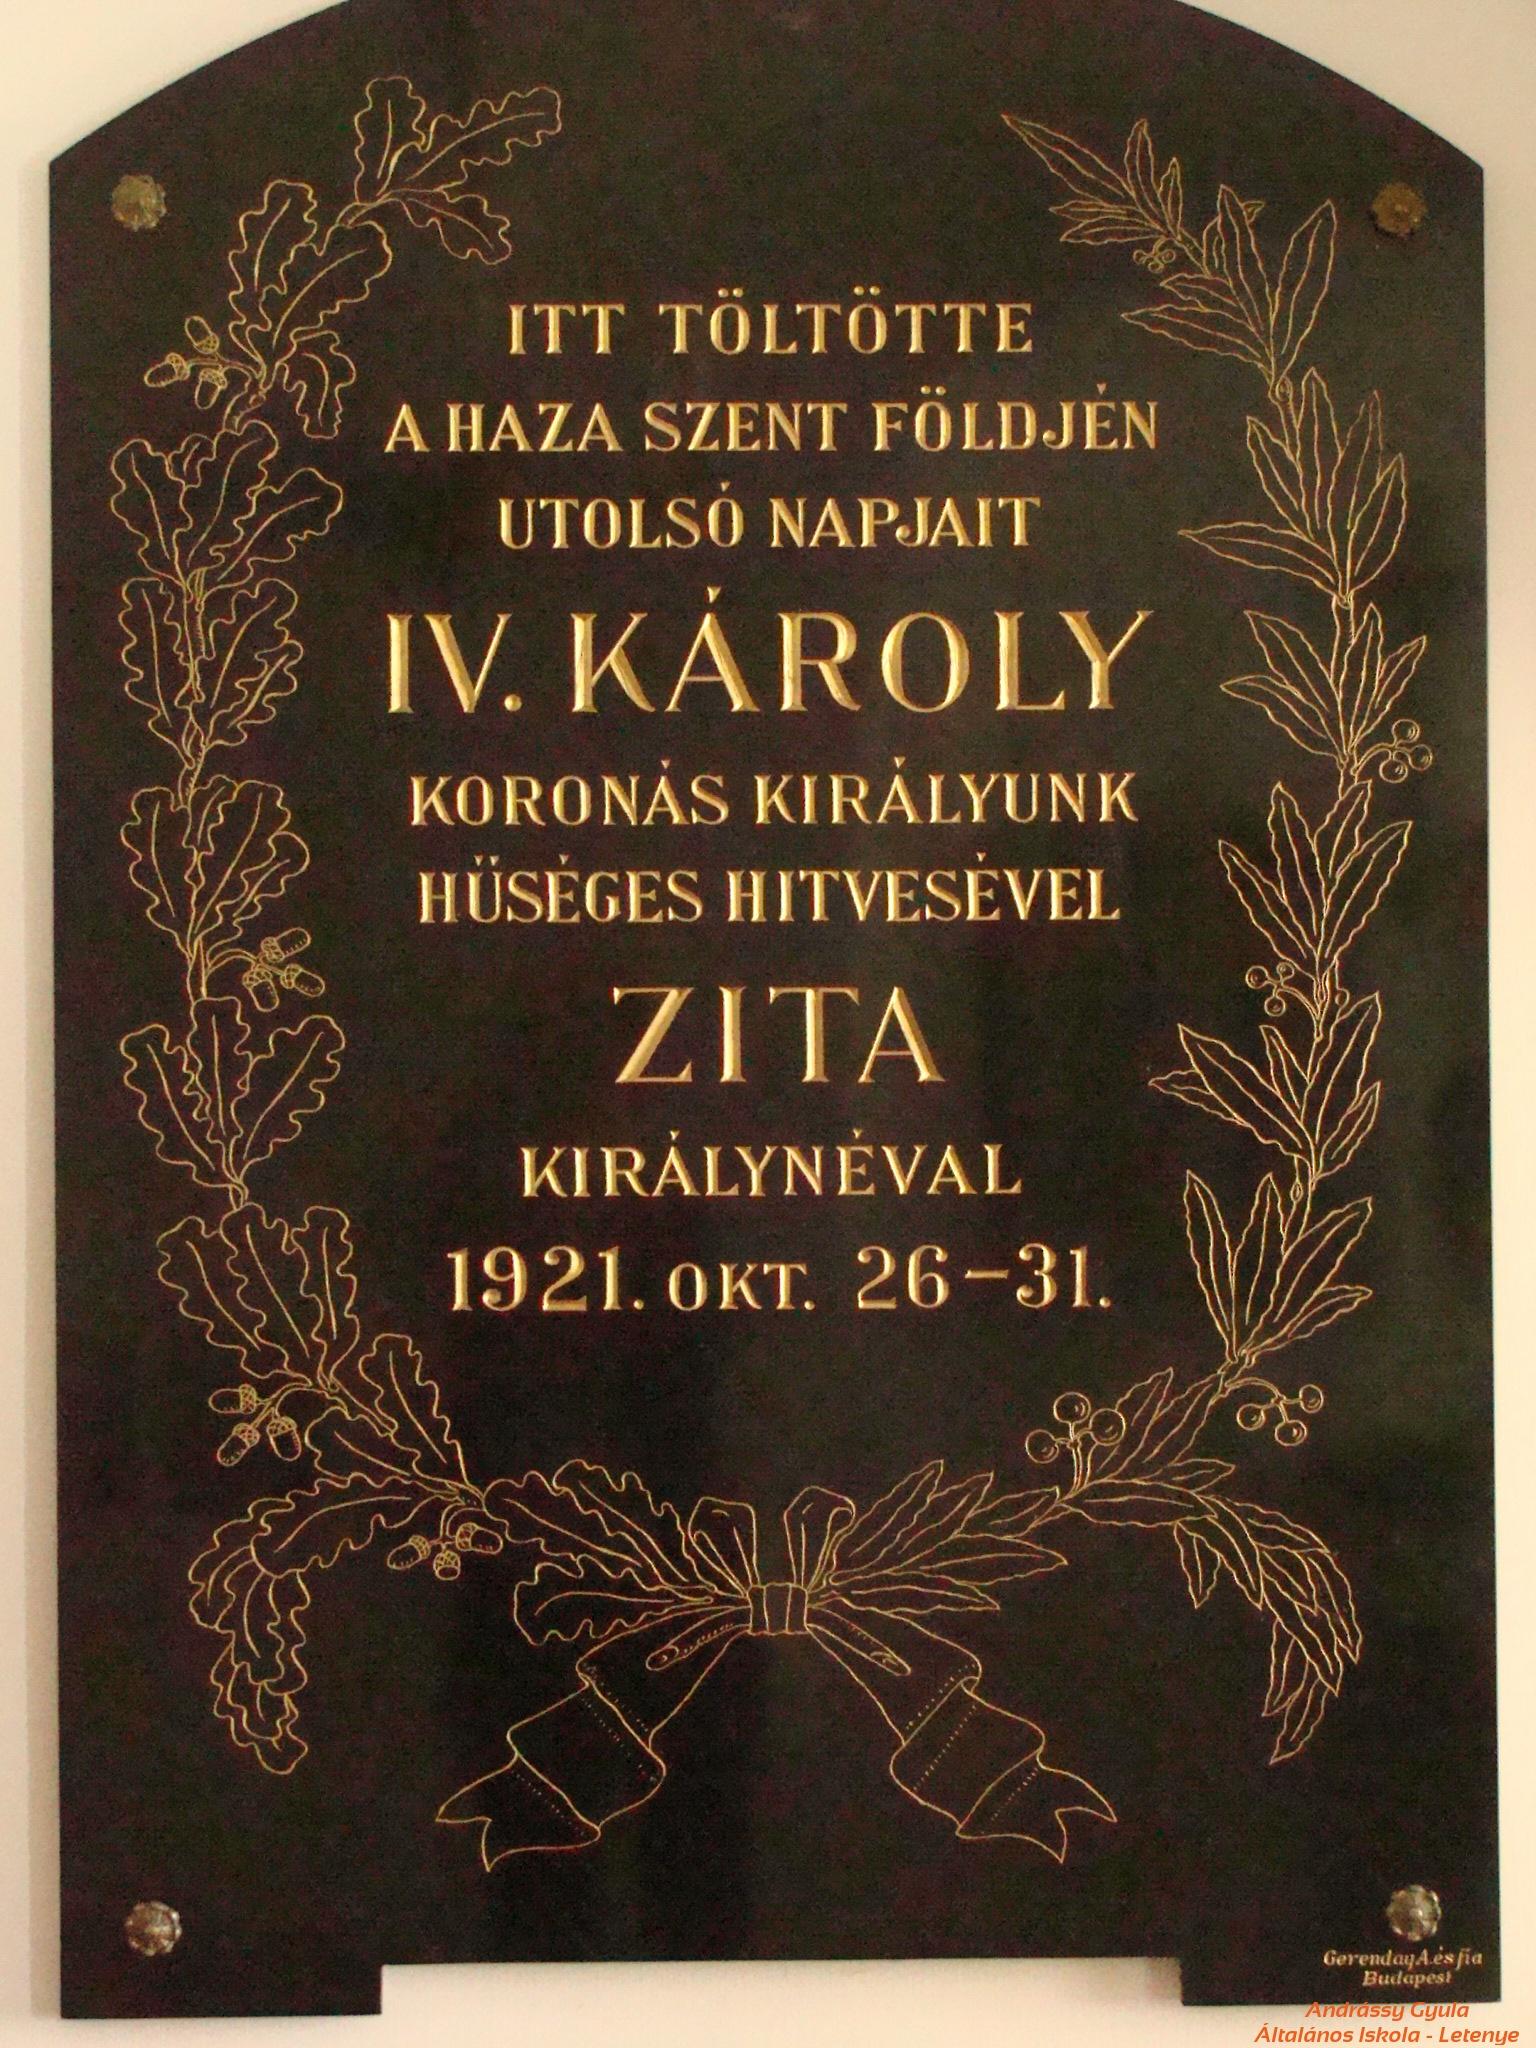 ITT TÖLTÖTTE
A HAZA SZENT FÖLDJÉN
UTOLSÓ NAPJAIT
IV. KÁROLY
KORONÁS KIRÁLYUNK
HŰSÉGES HITVESÉVEL
ZITA
KIRÁLYNÉVAL
1921. OKT. 26-31.
Gerenday A. és fia
Budapest
Andrássy Gyula
Általános Iskola - Letenye